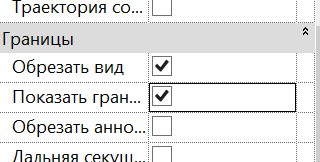 Траектория со...
Границы
Обрезать вид
Показать гран...
Обрезать анно...
Дальняя секущ...